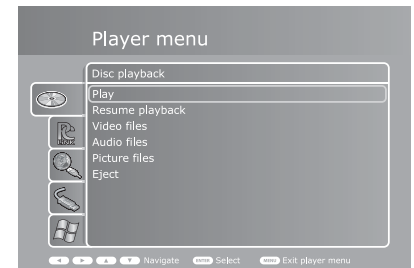 Player menu
Disc playback
Play
Resume playback
Video files
Audio files
Picture files
Eject
R LINX
Navigate ENTER Select MENU Exit player menu